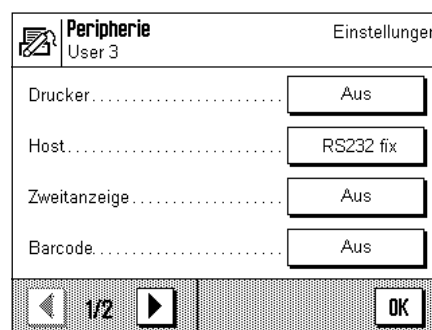 Peripherie
Einstellungen
User 3
Drucker........................ Aus
Host........................ RS232 fix
Zweitanzeige................... Aus
Barcode........................ Aus
1/2
OK